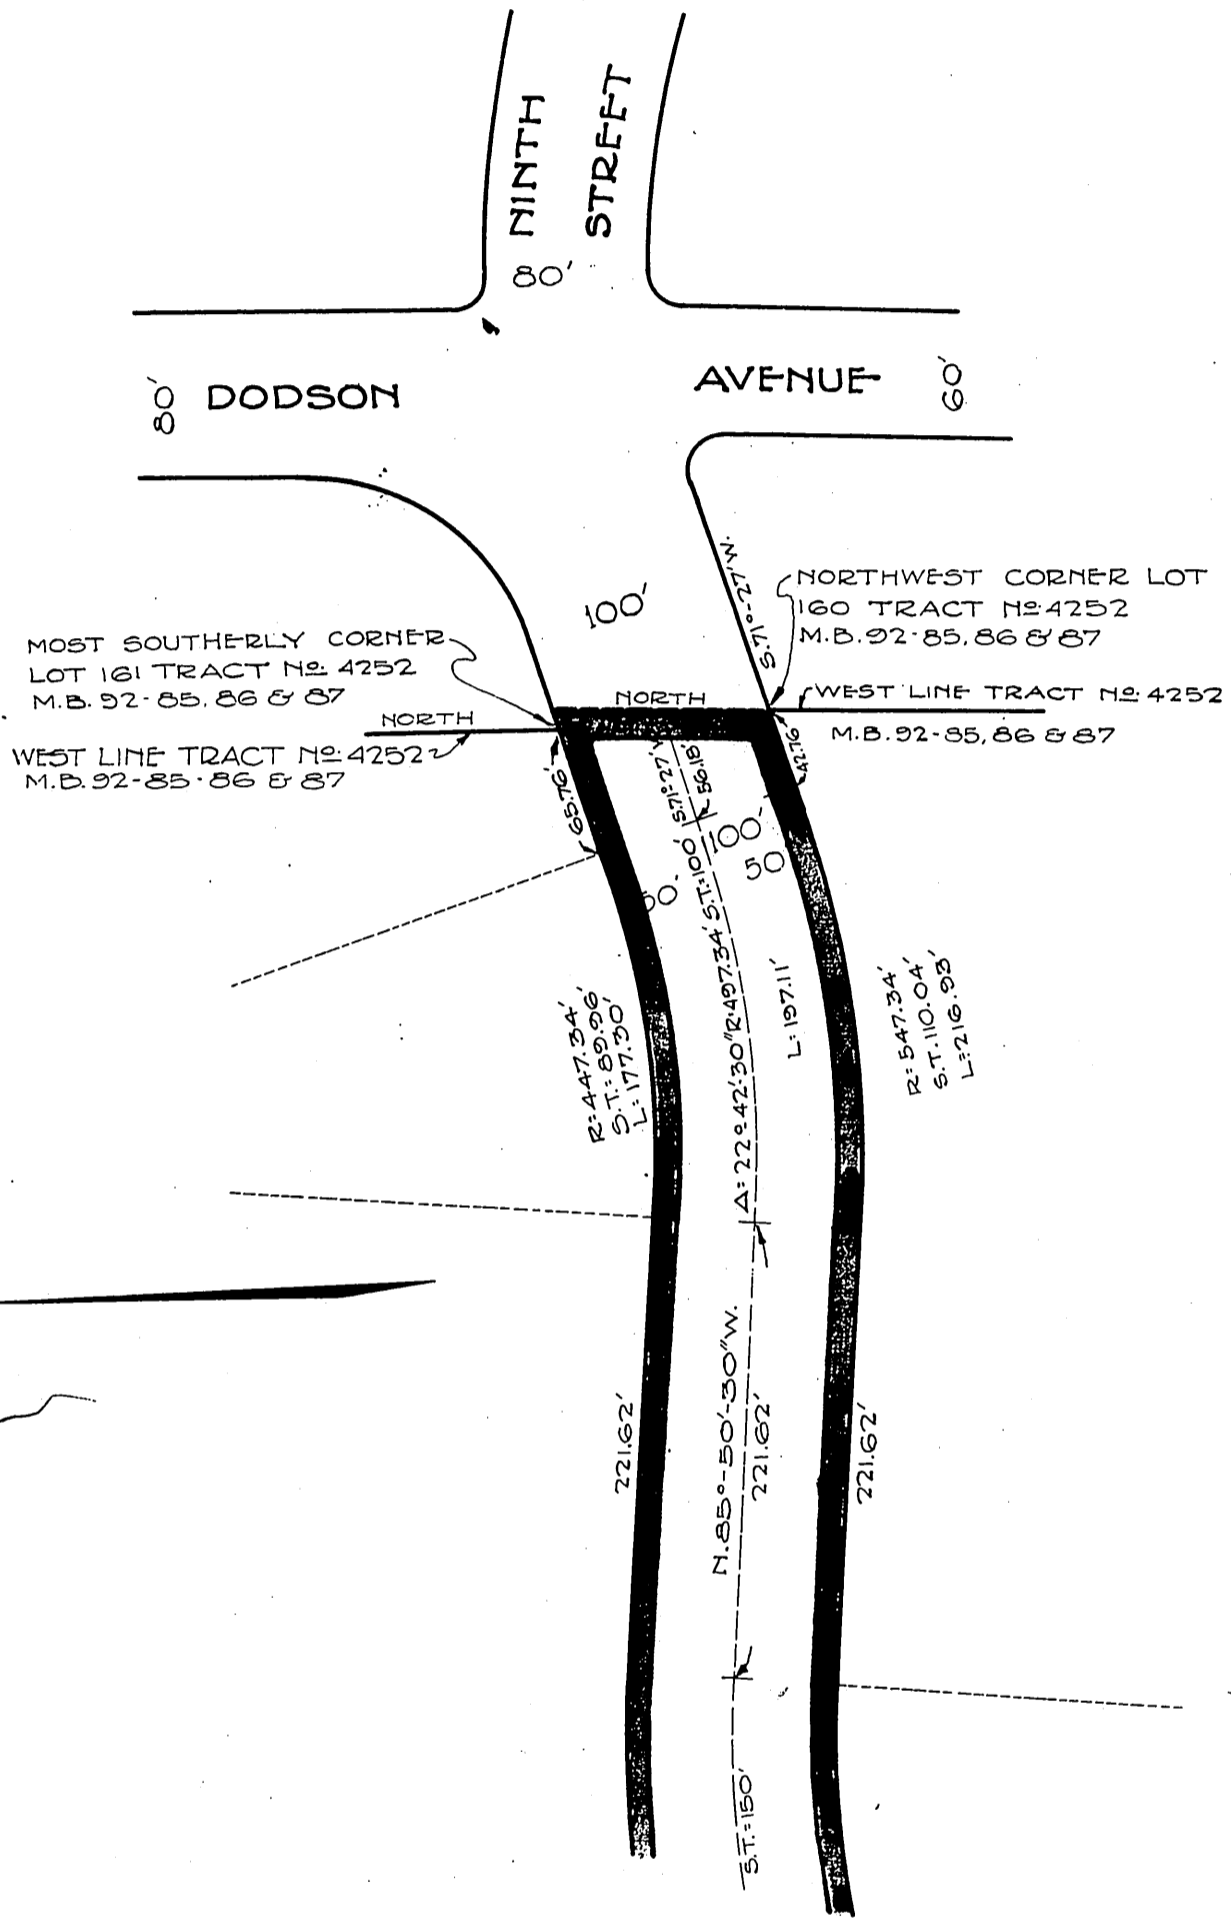 NINTH
STREET
80'
80'
DODSON
AVENUE
60'
100'
S.71°-27'W.
NORTHWEST CORNER LOT
160 TRACT No. 4252
M.B. 92-85, 86 & 87
MOST SOUTHERLY CORNER
LOT 161 TRACT No. 4252
M.B. 92-85, 86 & 87
NORTH
NORTH
WEST LINE TRACT No. 4252
M.B. 92-85, 86 & 87
WEST LINE TRACT No. 4252
M.B. 92-85-86 & 87
65.76'
S.71°-27'W
56.18'
42.76'
100
50
50
S.T.=100'
Δ=22°-42'-30" R=497.34'
L=197.11'
R=447.34'
S.T.=89.96'
L=177.30'
R=547.34'
S.T.110.04'
L=216.93'
N.85°-50'-30"W.
221.62'
221.62'
221.62'
S.T.=150'